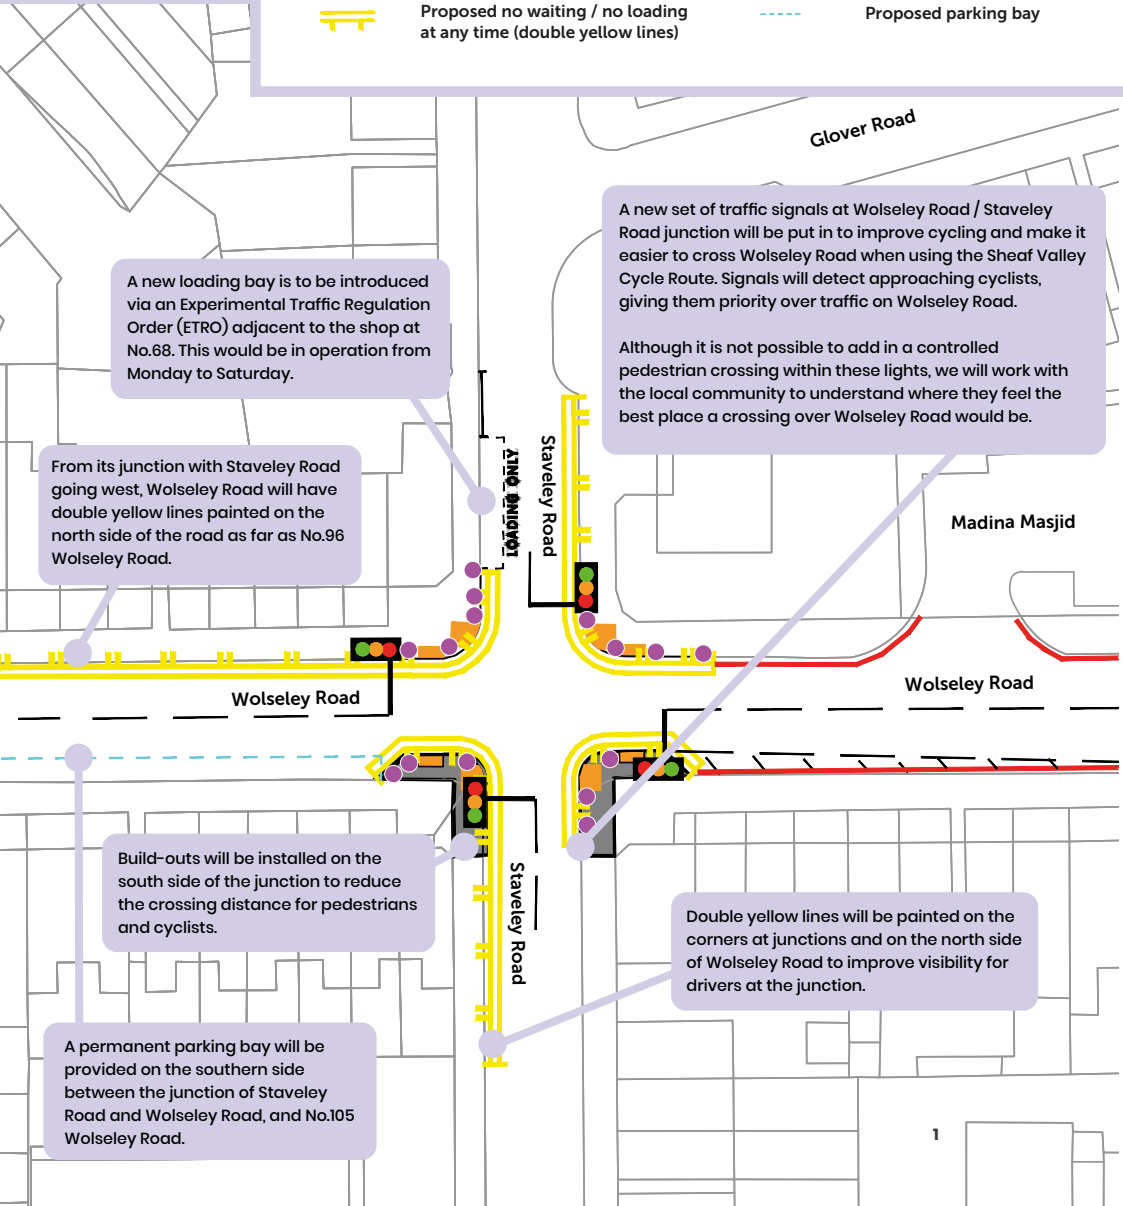 Proposed no waiting / no loading
at any time (double yellow lines)
Proposed parking bay
Glover Road
A new set of traffic signals at Wolseley Road / Staveley
Road junction will be put in to improve cycling and make it
easier to cross Wolseley Road when using the Sheaf Valley
Cycle Route. Signals will detect approaching cyclists,
giving them priority over traffic on Wolseley Road.
Although it is not possible to add in a controlled
pedestrian crossing within these lights, we will work with
the local community to understand where they feel the
best place a crossing over Wolseley Road would be.
A new loading bay is to be introduced
via an Experimental Traffic Regulation
Order (ETRO) adjacent to the shop at
No.68. This would be in operation from
Monday to Saturday.
From its junction with Staveley Road
going west, Wolseley Road will have
double yellow lines painted on the
north side of the road as far as No.96
Wolseley Road.
LOADING ONLY
Staveley Road
Madina Masjid
Wolseley Road
Wolseley Road
Build-outs will be installed on the
south side of the junction to reduce
the crossing distance for pedestrians
and cyclists.
Staveley Road
Double yellow lines will be painted on the
corners at junctions and on the north side
of Wolseley Road to improve visibility for
drivers at the junction.
A permanent parking bay will be
provided on the southern side
between the junction of Staveley
Road and Wolseley Road, and No.105
Wolseley Road.
1